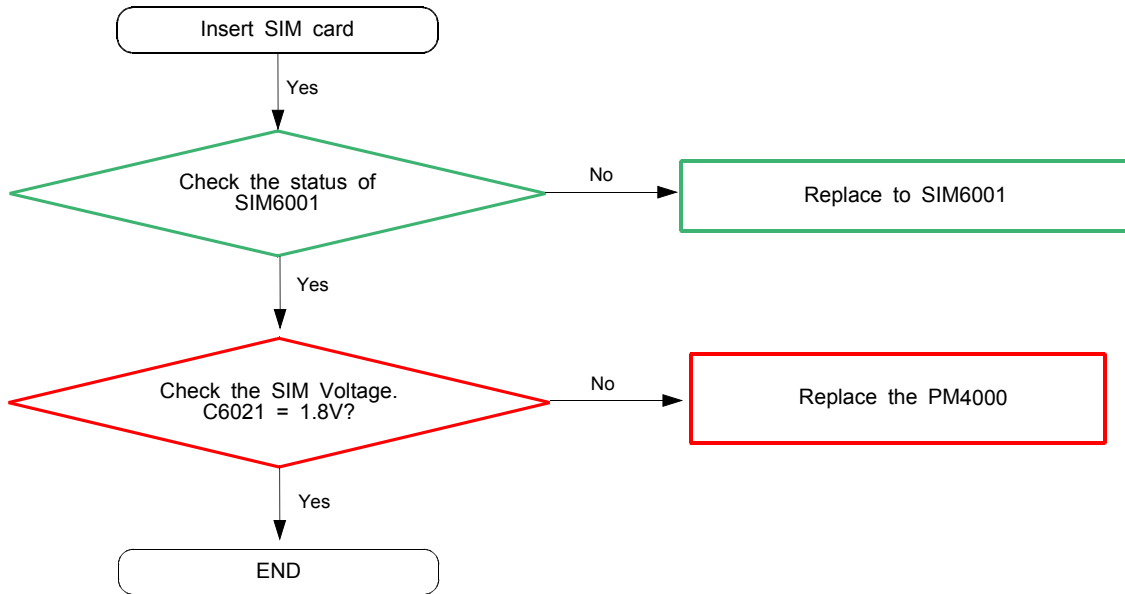 Insert SIM card
Yes
Check the status of
SIM6001
No
Replace to SIM6001
Yes
Check the SIM Voltage.
C6021 = 1.8V?
No
Replace the PM4000
Yes
END